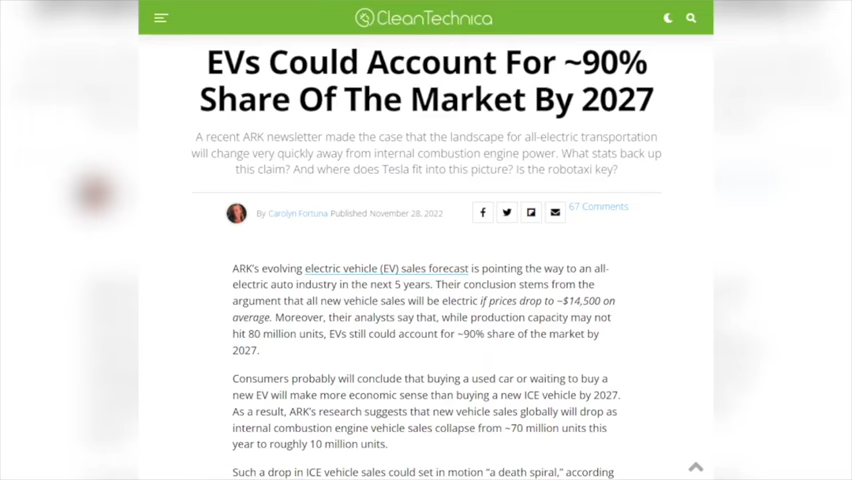 CleanTechnica
EVs Could Account For ~90%
Share Of The Market By 2027
A recent ARK newsletter made the case that the landscape for all-electric transportation
will change very quickly away from internal combustion engine power. What stats back up
this claim? And where does Tesla fit into this picture? Is the robotaxi key?
By Carolyn Fortuna Published November 28, 2022
67 Comments
ARK's evolving electric vehicle (EV) sales forecast is pointing the way to an all-
electric auto industry in the next 5 years. Their conclusion stems from the
argument that all new vehicle sales will be electric if prices drop to ~$14,500 on
average. Moreover, their analysts say that, while production capacity may not
hit 80 million units, EVs still could account for ~90% share of the market by
2027.
Consumers probably will conclude that buying a used car or waiting to buy a
new EV will make more economic sense than buying a new ICE vehicle by 2027.
As a result, ARK's research suggests that new vehicle sales globally will drop as
internal combustion engine vehicle sales collapse from ~70 million units this
year to roughly 10 million units.
Such a drop in ICE vehicle sales could set in motion "a death spiral," according